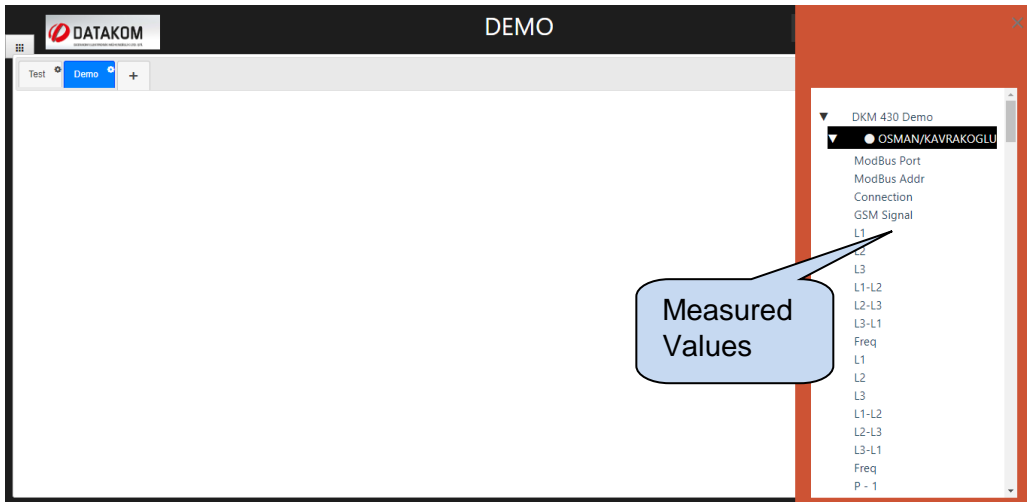 DATAKOM
DEMO
Test
Demo
+
DKM 430 Demo
OSMAN/KAVRAKOGLU
ModBus Port
ModBus Addr
Connection
GSM Signal
L1
L2
L3
L1-L2
L2-L3
L3-L1
Freq
L1
L2
L3
L1-L2
L2-L3
L3-L1
Freq
P - 1
Measured
Values